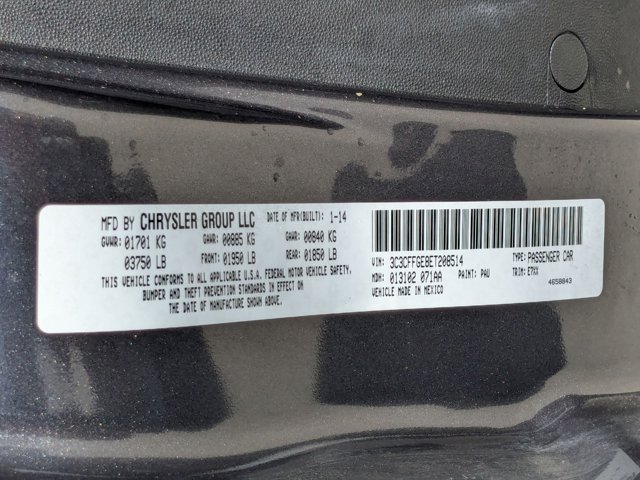 MFD BY CHRYSLER GROUP LLC DATE OF MFR(BUILT): 1-14
GVWR: 01701 KG GAWR: 00885 KG GAWR: 00840 KG
03750 LB FRONT: 01950 LB REAR: 01850 LB
THIS VEHICLE CONFORMS TO ALL APPLICABLE U.S.A. FEDERAL MOTOR VEHICLE SAFETY,
BUMPER AND THEFT PREVENTION STANDARDS IN EFFECT ON
THE DATE OF MANUFACTURE SHOWN ABOVE.
VIN: 3C3CFFGE8ET208514 TYPE: PASSENGER CAR
MDH: 013102 071AA PAINT: PAU TRIM: E7XX
VEHICLE MADE IN MEXICO 4658843